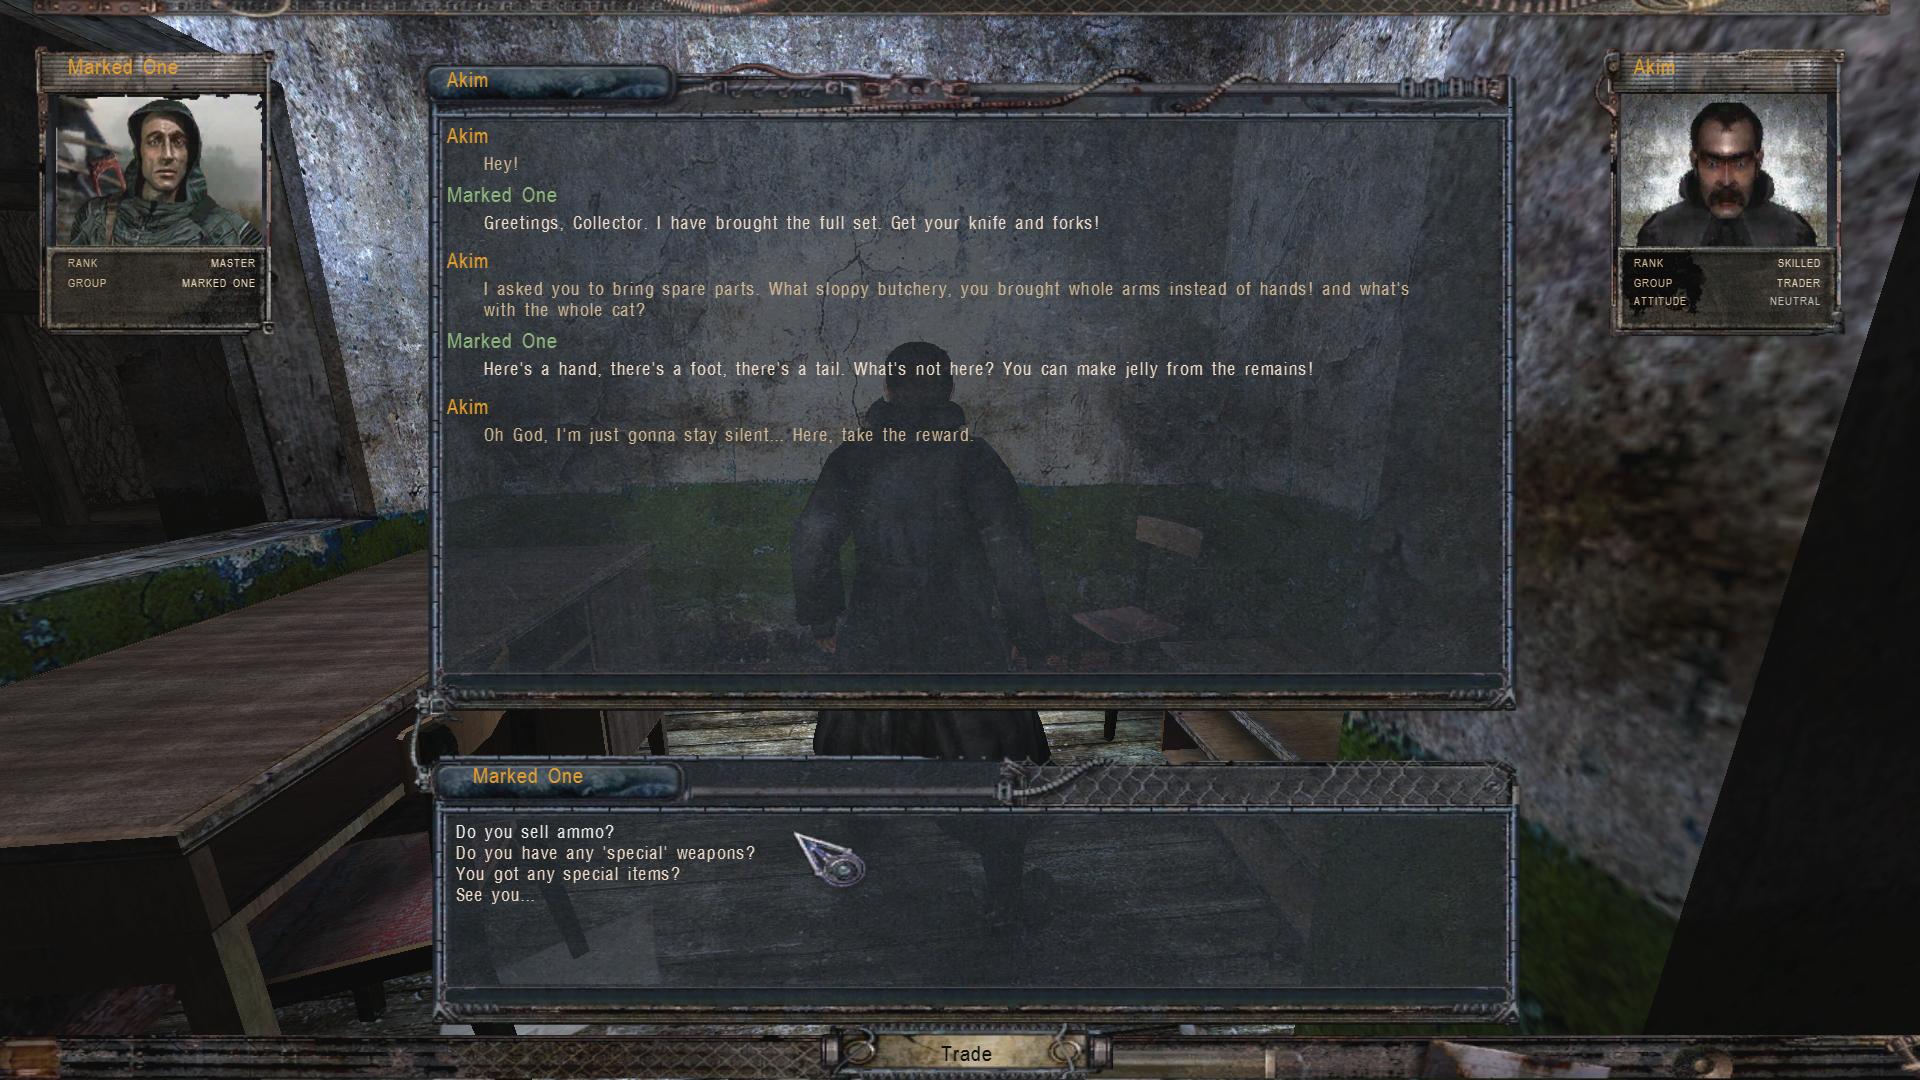 Marked One
RANK MASTER
GROUP MARKED ONE
Akim
Akim
Hey!
Marked One
Greetings, Collector. I have brought the full set. Get your knife and forks!
Akim
I asked you to bring spare parts. What sloppy butchery, you brought whole arms instead of hands! and what's
with the whole cat?
Marked One
Here's a hand, there's a foot, there's a tail. What's not here? You can make jelly from the remains!
Akim
Oh God, I'm just gonna stay silent... Here, take the reward.
Akim
RANK SKILLED
GROUP TRADER
ATTITUDE NEUTRAL
Marked One
Do you sell ammo?
Do you have any 'special' weapons?
You got any special items?
See you...
Trade